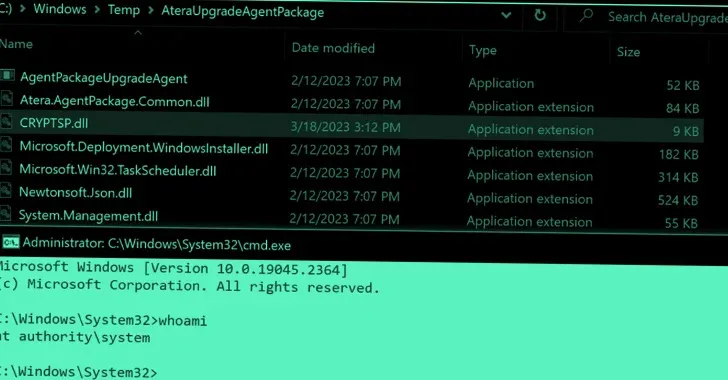 C:) > Windows > Temp > AteraUpgradeAgentPackage Search AteraUpgrade
Name Date modified Type Size
AgentPackageUpgradeAgent 2/12/2023 7:07 PM Application 52 KB
Atera.AgentPackage.Common.dll 2/12/2023 7:07 PM Application extension 84 KB
CRYPTSP.dll 3/18/2023 3:12 PM Application extension 9 KB
Microsoft.Deployment.WindowsInstaller.dll 2/12/2023 7:07 PM Application extension 182 KB
Microsoft.Win32.TaskScheduler.dll 2/12/2023 7:07 PM Application extension 314 KB
Newtonsoft.Json.dll 2/12/2023 7:07 PM Application extension 524 KB
System.Management.dll 2/12/2023 7:07 PM Application extension 55 KB
Administrator: C:\Windows\System32\cmd.exe
Microsoft Windows [Version 10.0.19045.2364]
(c) Microsoft Corporation. All rights reserved.
C:\Windows\System32>whoami
nt authority\system
C:\Windows\System32>